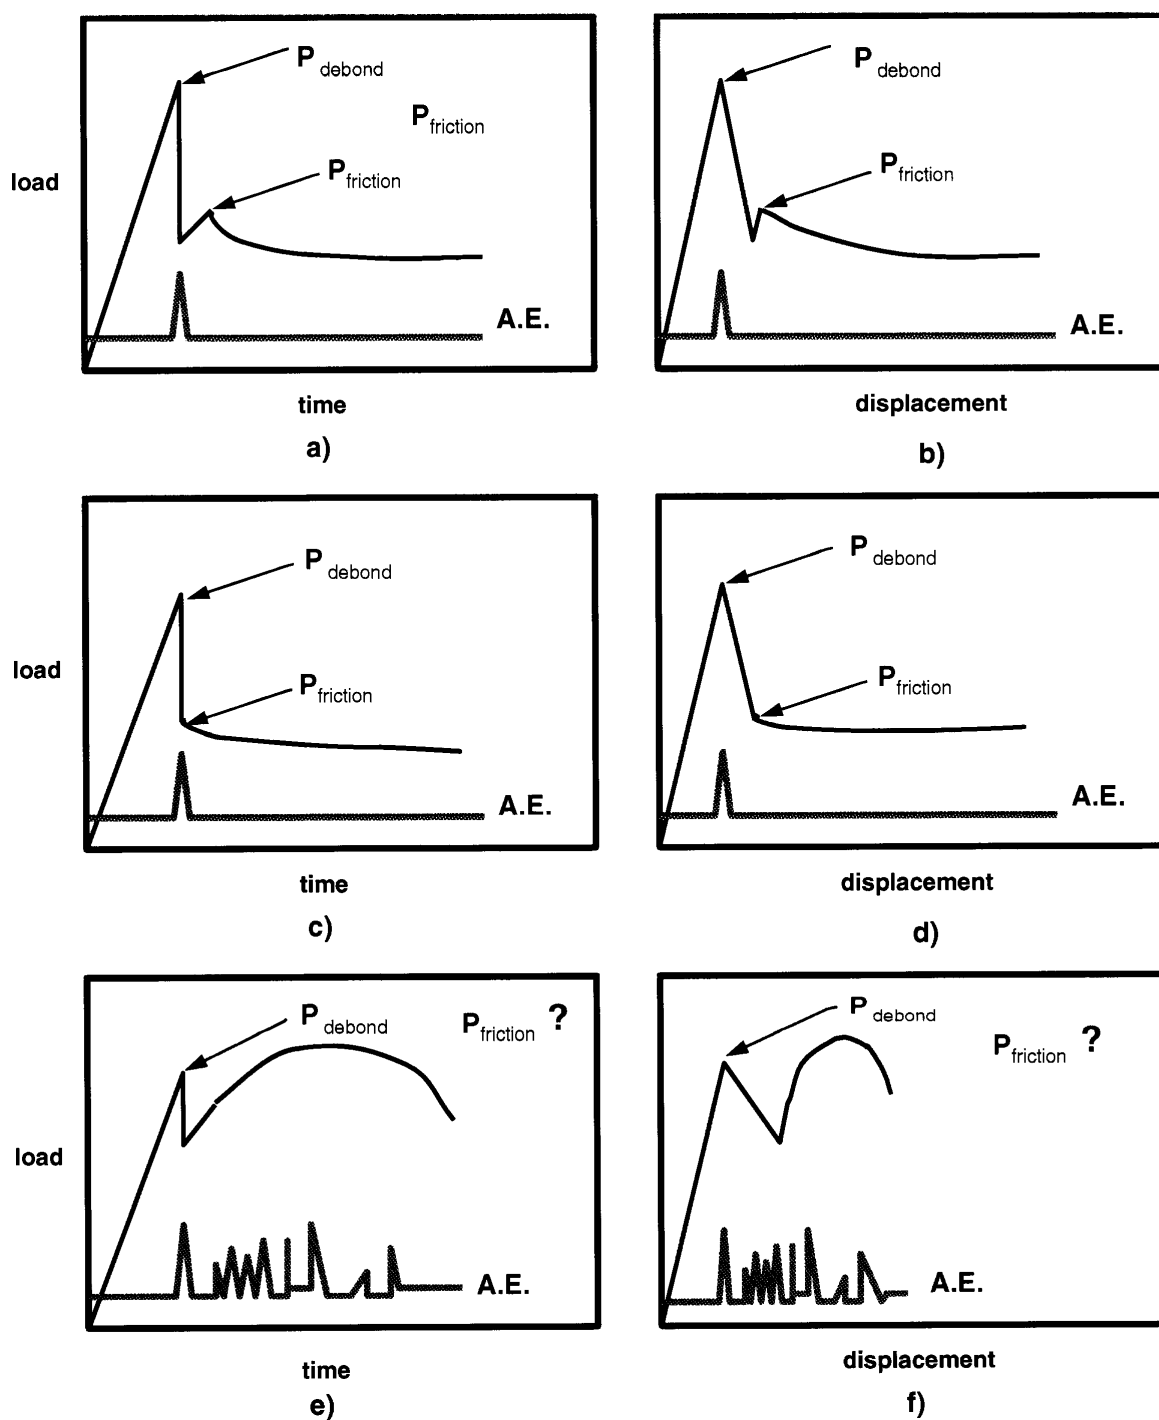 P debond
P friction
P friction
load
A.E.
time
a)
P debond
P friction
A.E.
displacement
b)
P debond
load
P friction
A.E.
time
c)
P debond
P friction
A.E.
displacement
d)
P debond
P friction ?
load
A.E.
time
e)
P debond
P friction ?
A.E.
displacement
f)